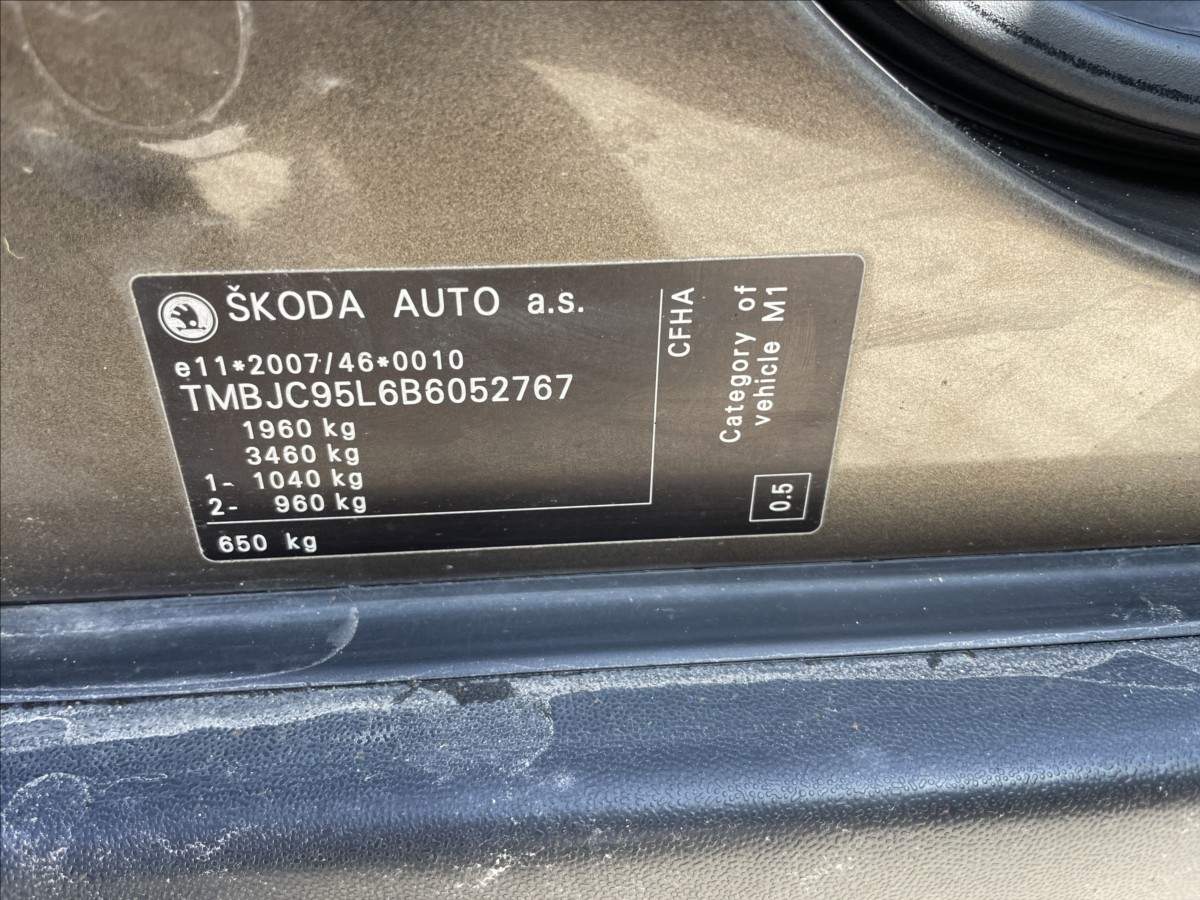 ŠKODA AUTO a.s.
e11*2007/46*0010
TMBJC95L6B6052767
1960 kg
3460 kg
1- 1040 kg
2- 960 kg
650 kg
CFHA
Category of
vehicle M1
0.5